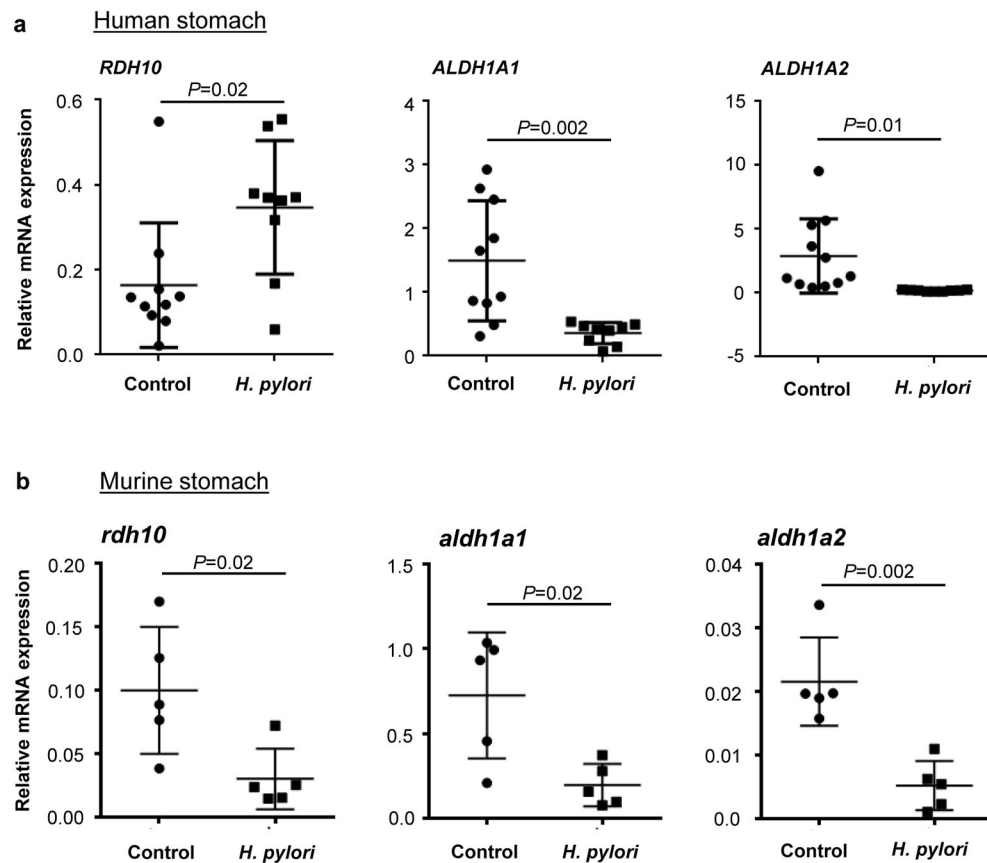 a Human stomach
RDH10 ALDH1A1 ALDH1A2
P=0.02 P=0.002 P=0.01
Relative mRNA expression
0.6
0.4
0.2
0.0
4
3
2
1
0
15
10
5
0
-5
Control H. pylori Control H. pylori Control H. pylori
b Murine stomach
rdh10 aldh1a1 aldh1a2
P=0.02 P=0.02 P=0.002
Relative mRNA expression
0.20
0.15
0.10
0.05
0.00
1.5
1.0
0.5
0.0
0.04
0.03
0.02
0.01
0.00
Control H. pylori Control H. pylori Control H. pylori